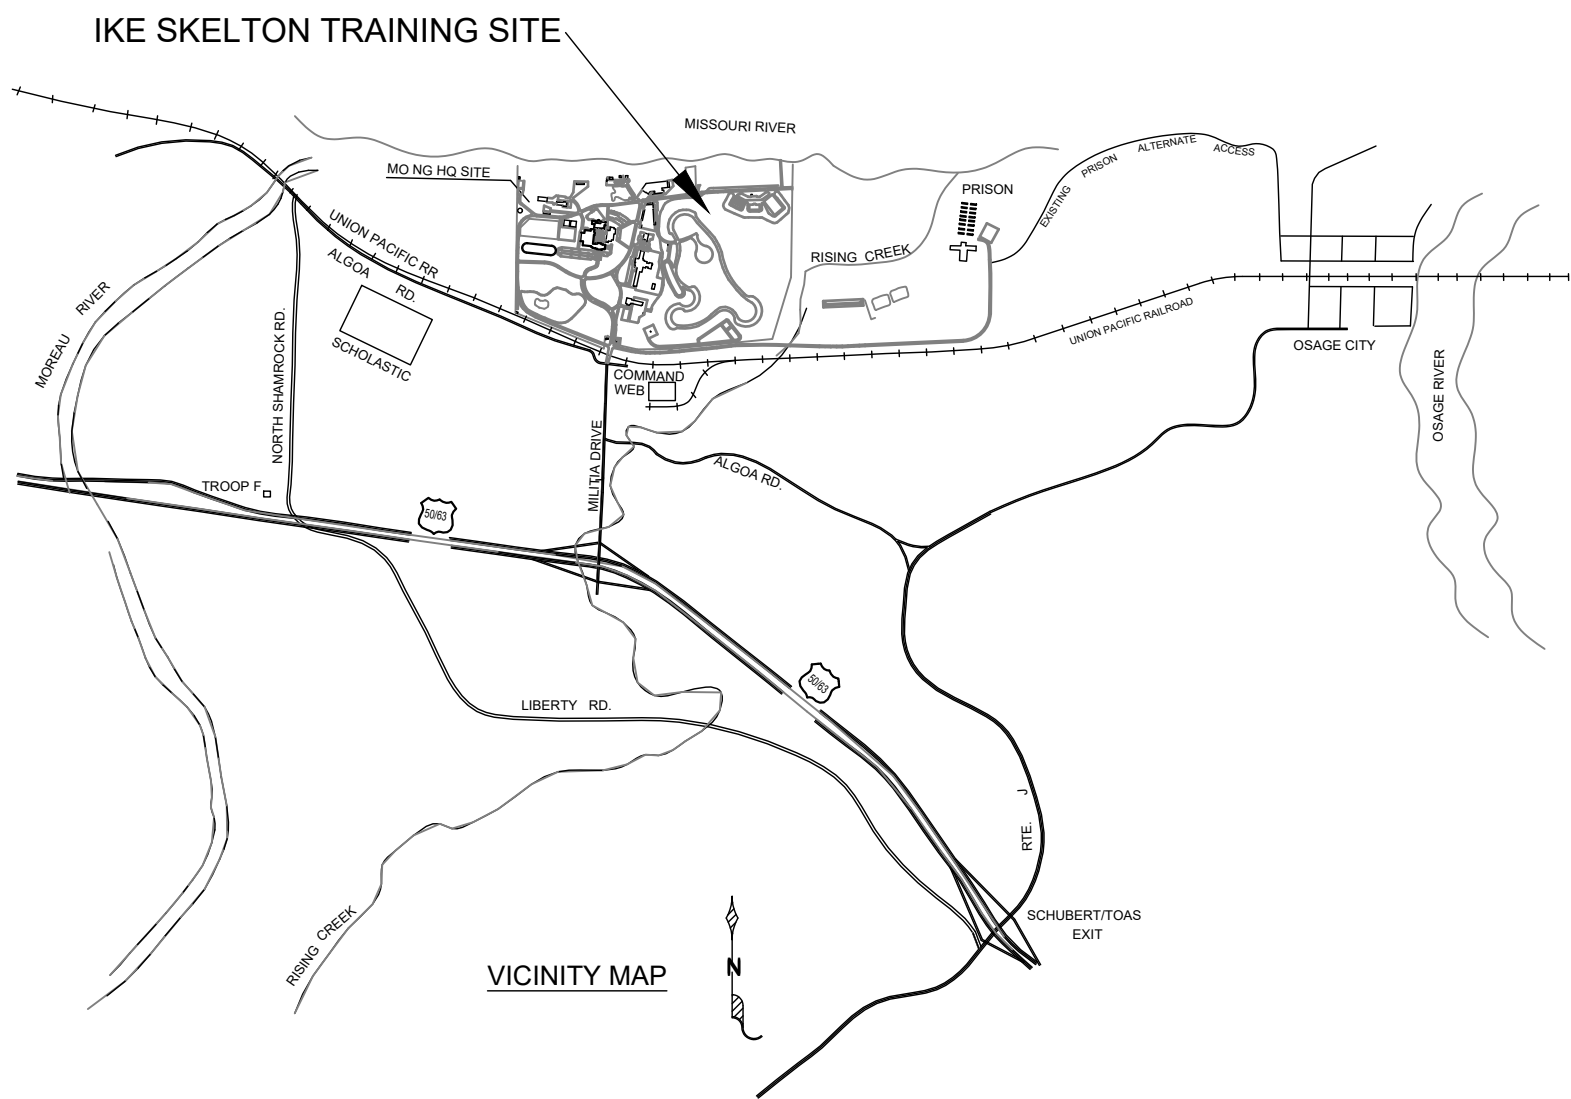 IKE SKELTON TRAINING SITE
MISSOURI RIVER
MO NG HQ SITE
PRISON
EXISTING PRISON ALTERNATE ACCESS
UNION PACIFIC RR
ALGOA RD.
RISING CREEK
MOREAU RIVER
NORTH SHAMROCK RD.
SCHOLASTIC
UNION PACIFIC RAILROAD
OSAGE CITY
OSAGE RIVER
COMMAND
WEB
MILITIA DRIVE
ALGOA RD.
TROOP F
50/63
50/63
LIBERTY RD.
RTE. J
SCHUBERT/TOAS
EXIT
RISING CREEK
VICINITY MAP
N